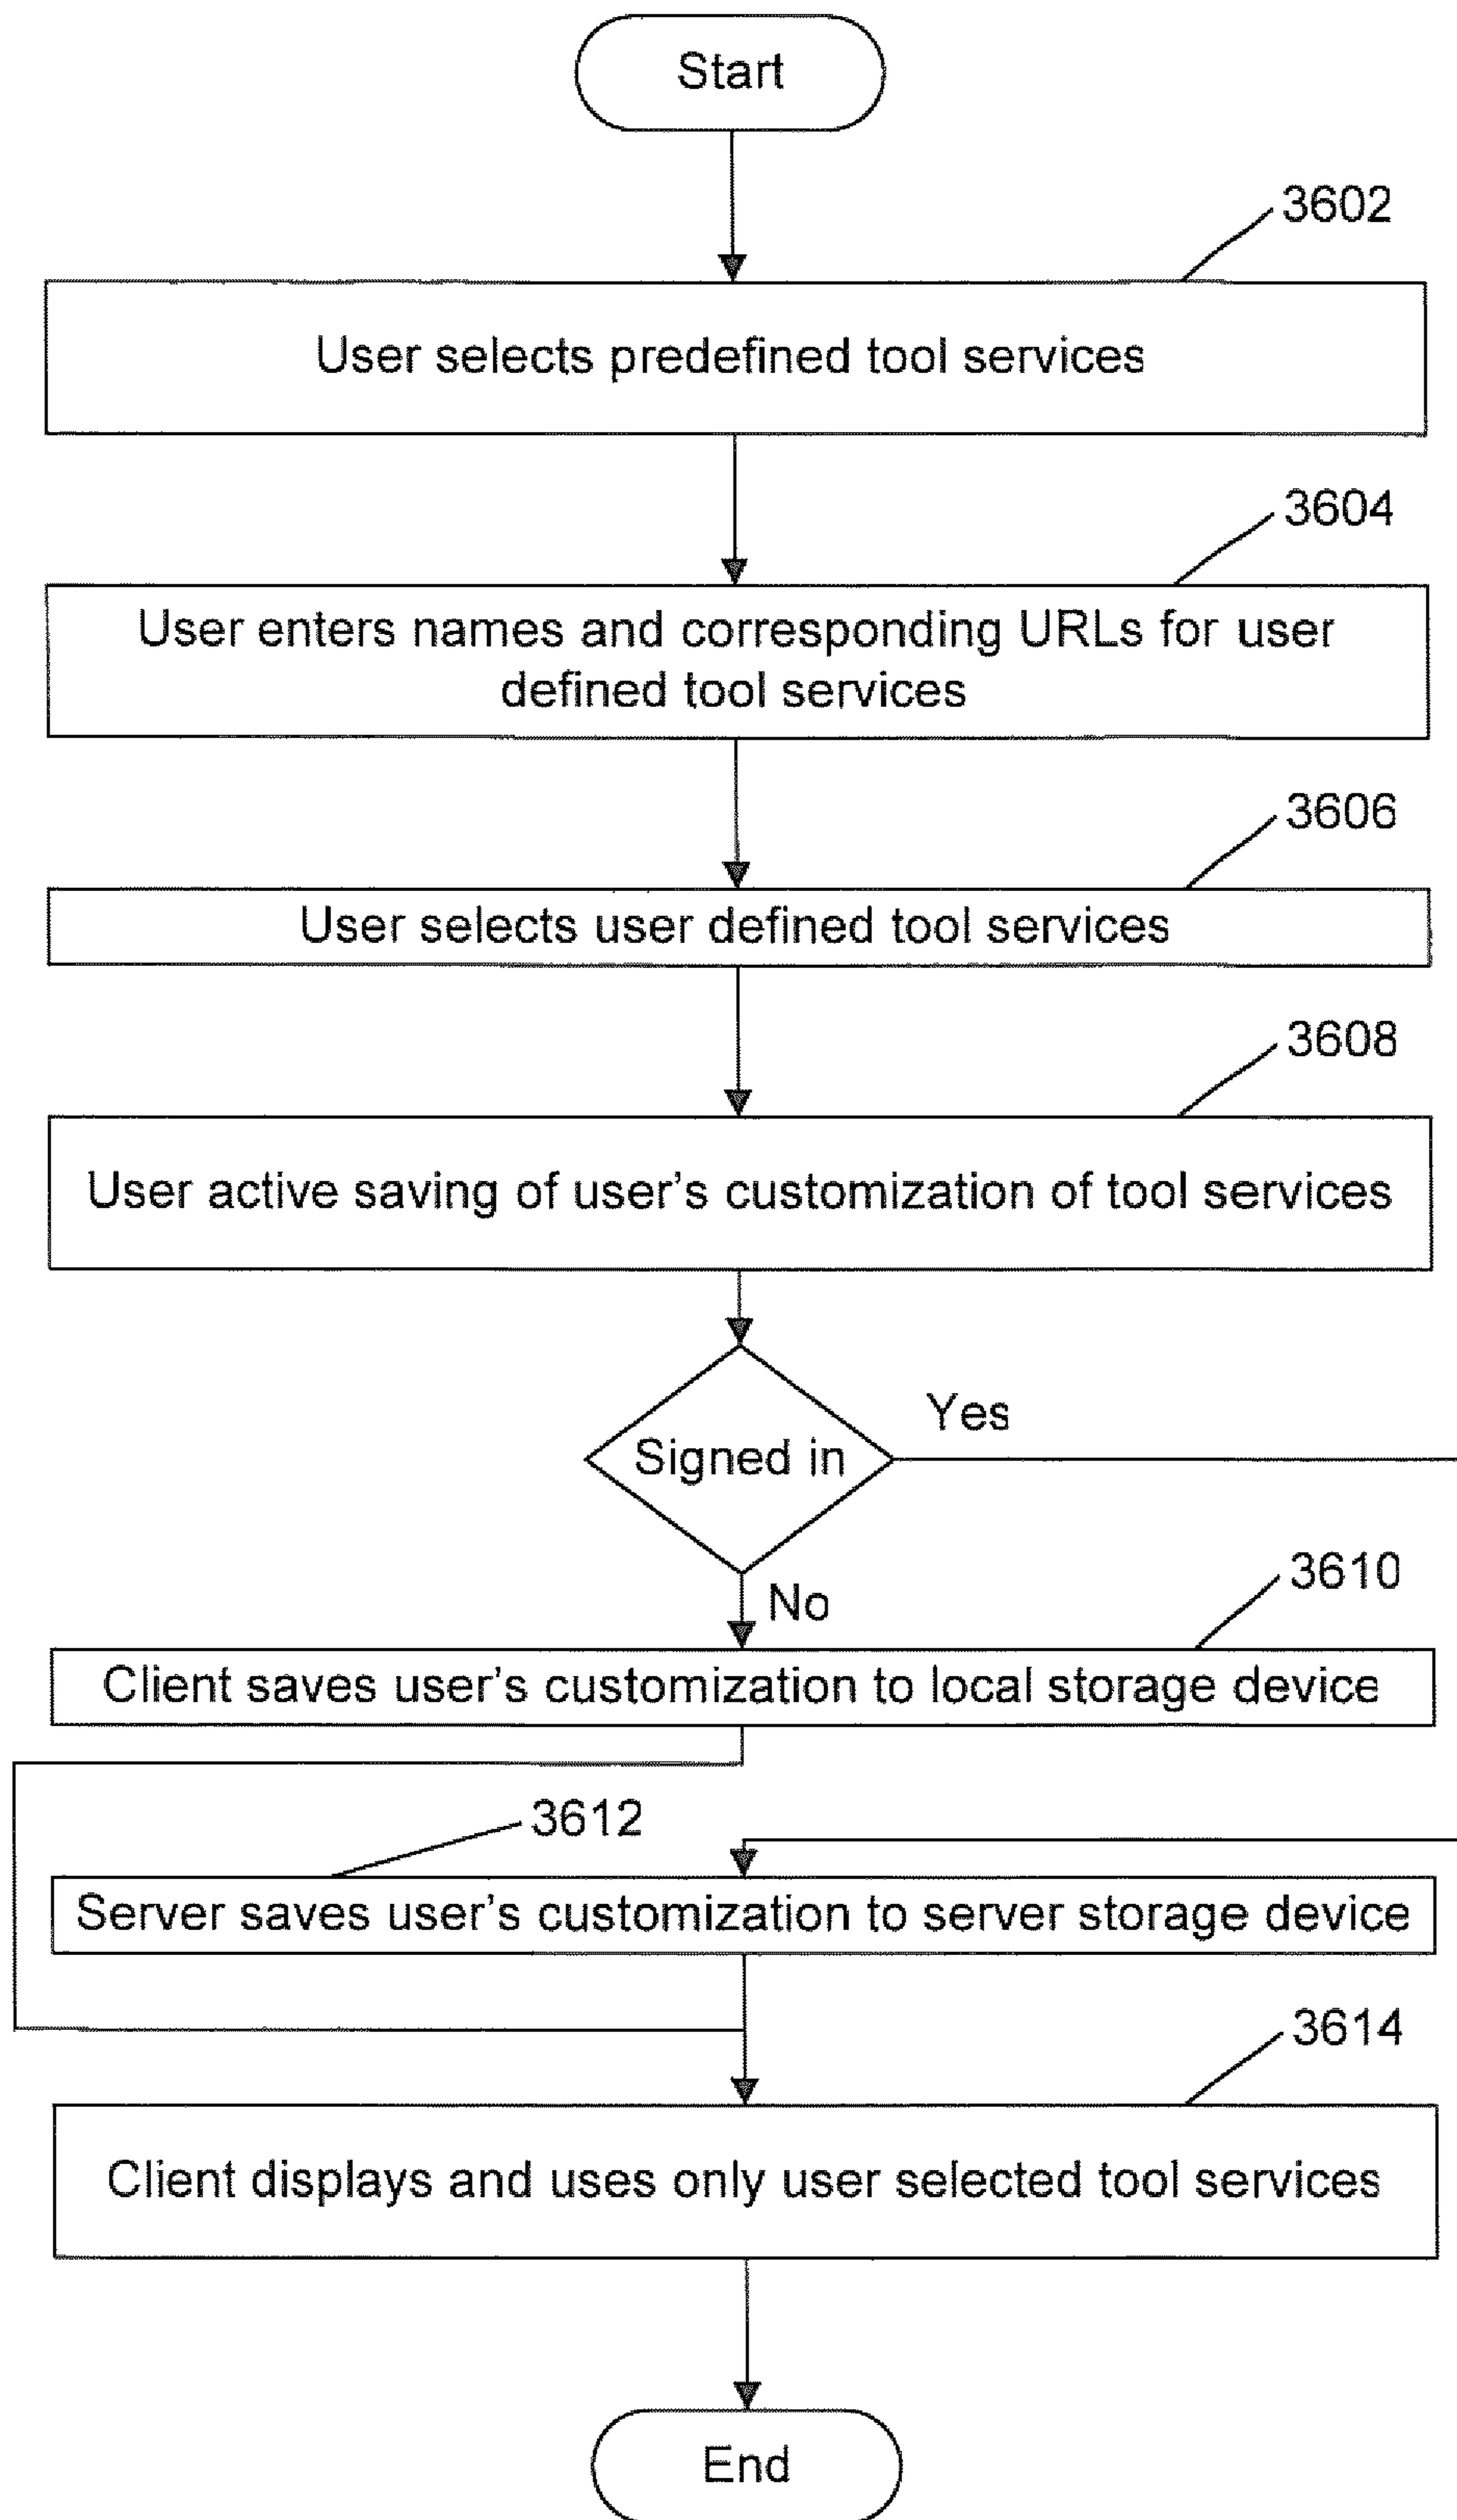 Start
3602
User selects predefined tool services
3604
User enters names and corresponding URLs for user
defined tool services
3606
User selects user defined tool services
3608
User active saving of user's customization of tool services
Signed in
Yes
No
3610
Client saves user's customization to local storage device
3612
Server saves user's customization to server storage device
3614
Client displays and uses only user selected tool services
End